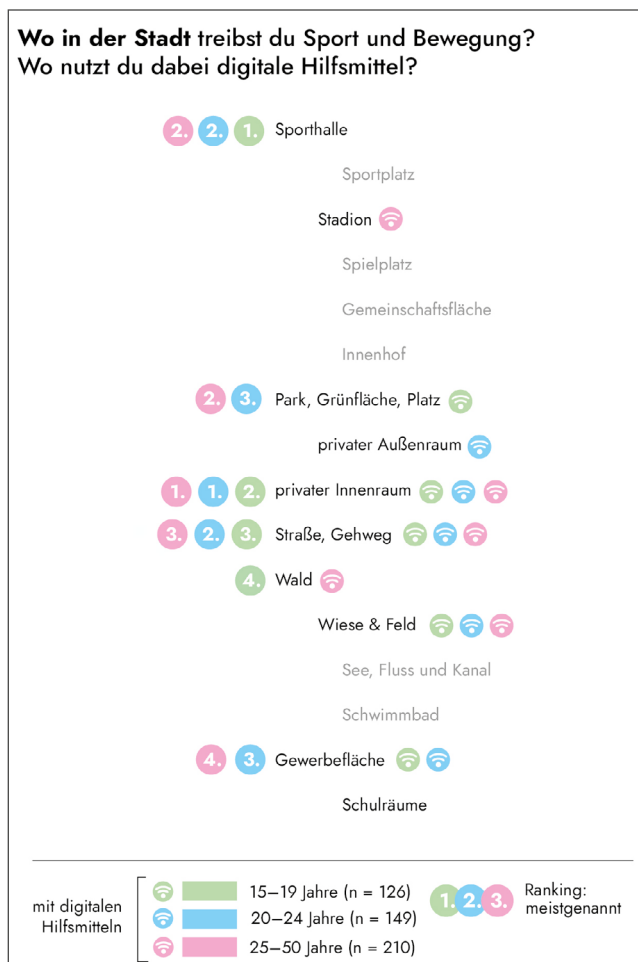 Wo in der Stadt treibst du Sport und Bewegung?
Wo nutzt du dabei digitale Hilfsmittel?
2. 2. 1. Sporthalle
Sportplatz
Stadion
Spielplatz
Gemeinschaftsfläche
Innenhof
2. 3. Park, Grünfläche, Platz
privater Außenraum
1. 1. 2. privater Innenraum
3. 2. 3. Straße, Gehweg
4. Wald
Wiese & Feld
See, Fluss und Kanal
Schwimmbad
4. 3. Gewerbefläche
Schulräume
mit digitalen
Hilfsmitteln
15–19 Jahre (n = 126)
20–24 Jahre (n = 149)
25–50 Jahre (n = 210)
1. 2. 3.
Ranking:
meistgenannt